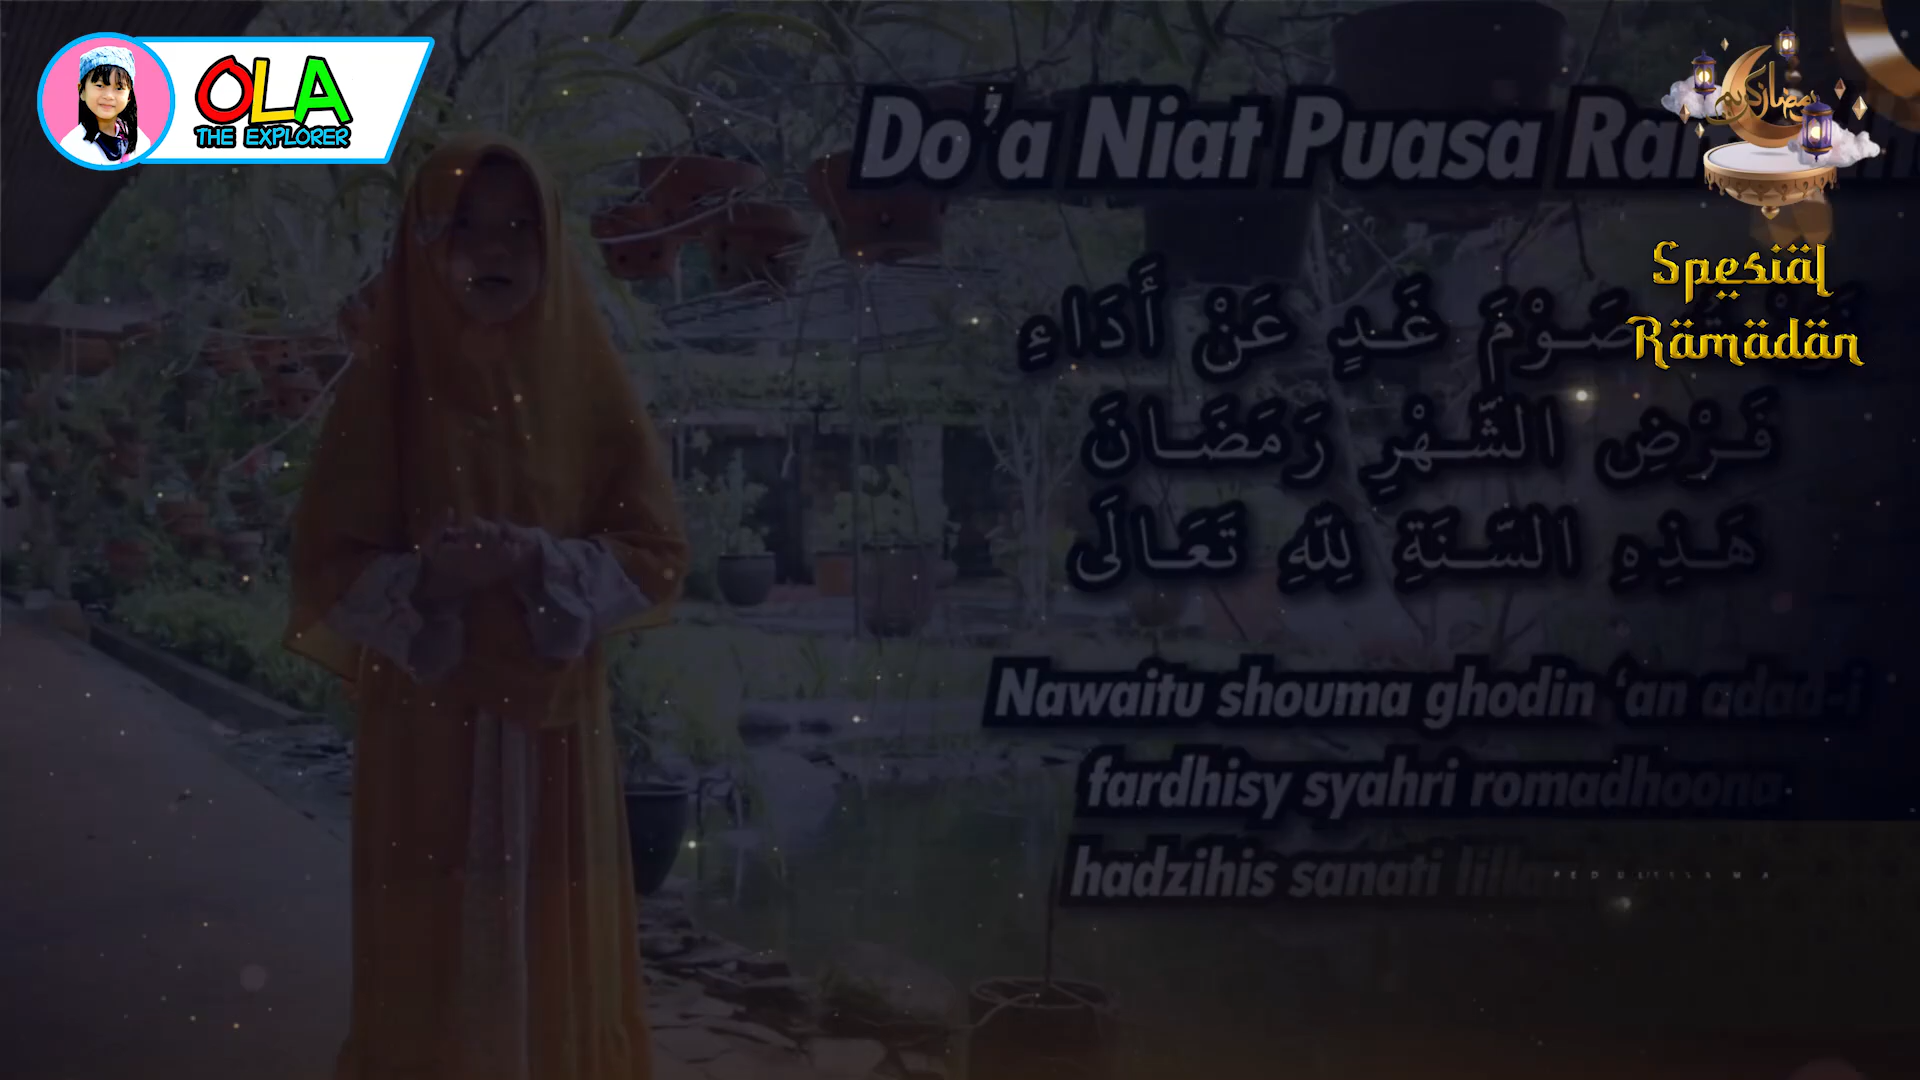 OLA
THE EXPLORER
Do'a Niat Puasa
Spesial
Ramadan
صَوْمَ غَدٍ عَنْ أَدَاءِ
فَرْضِ الشَّهْرِ رَمَضَانَ
هَذِهِ السَّنَةِ لِلّٰهِ تَعَالَى
Nawaitu shouma ghodin 'an adad-i
fardhisy syahri romadhoona
hadzihis sanati